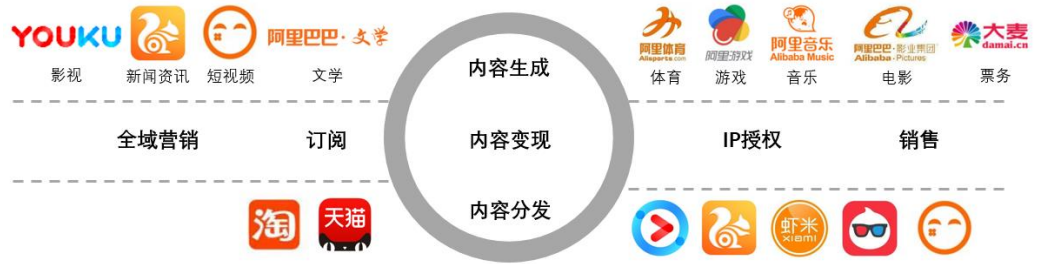 YOUKU
阿里巴巴·文学
影视 新闻资讯 短视频 文学
内容生成
阿里体育
Alisports.com
阿里游戏
阿里音乐
Alibaba Music
阿里巴巴·影业集团
Alibaba·Pictures
大麦
damai.cn
体育 游戏 音乐 电影 票务
全域营销 订阅 内容变现 IP授权 销售
内容分发
淘 天猫
虾米
xiami